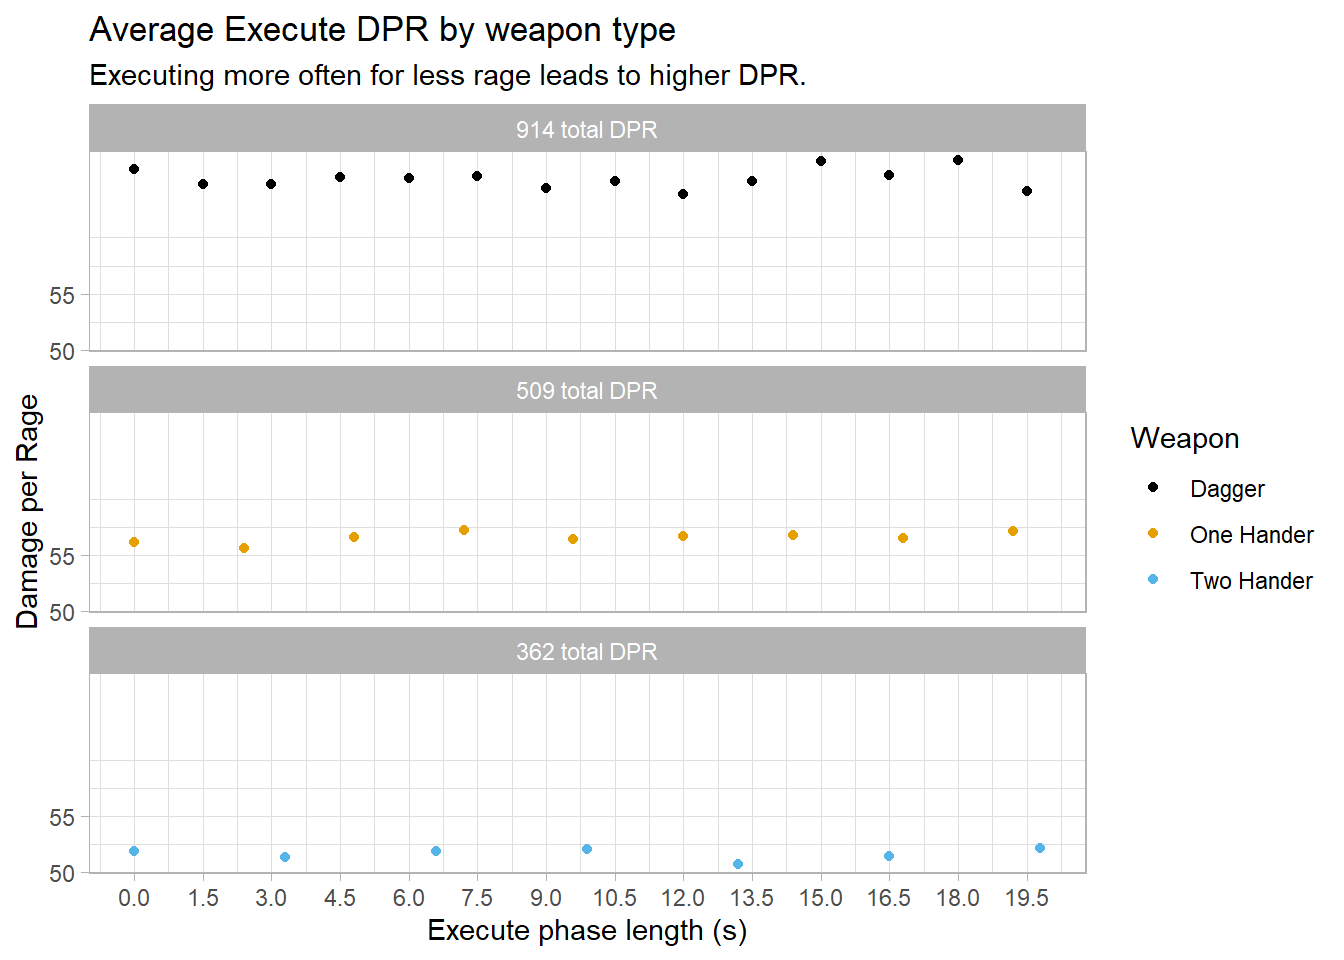 Average Execute DPR by weapon type
Executing more often for less rage leads to higher DPR.
914 total DPR
55
50
509 total DPR
55
50
362 total DPR
55
50
0.0 1.5 3.0 4.5 6.0 7.5 9.0 10.5 12.0 13.5 15.0 16.5 18.0 19.5
Execute phase length (s)
Damage per Rage
Weapon
Dagger
One Hander
Two Hander